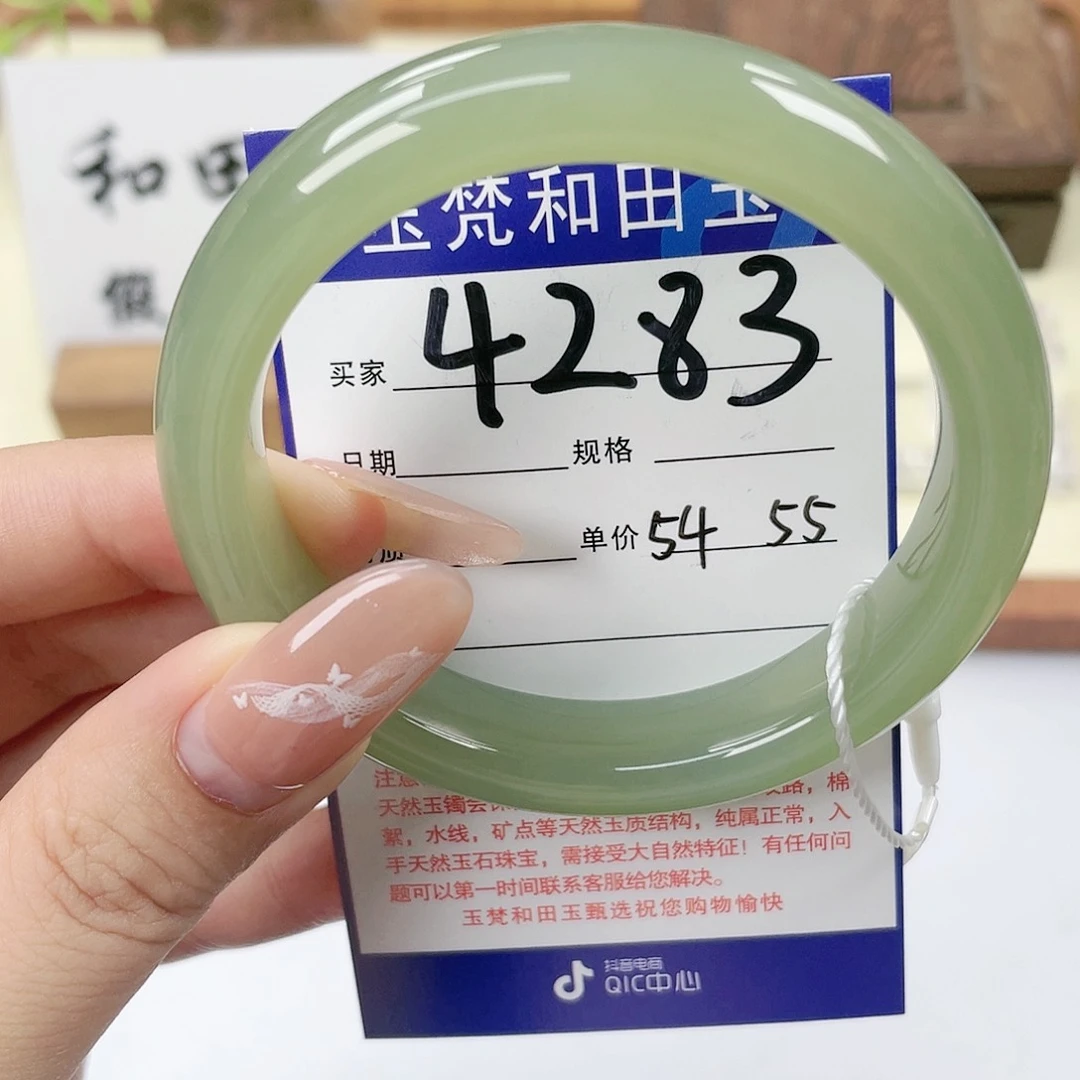 和田
假
玉梵和田玉
买家 4283
日期 规格
单价 54 55
注意
天然玉镯会 纹路，棉
絮，水线，矿点等天然玉质结构，纯属正常，入
手天然玉石珠宝，需接受大自然特征！有任何问
题可以第一时间联系客服给您解决。
玉梵和田玉甄选祝您购物愉快
抖音电商
QIC中心